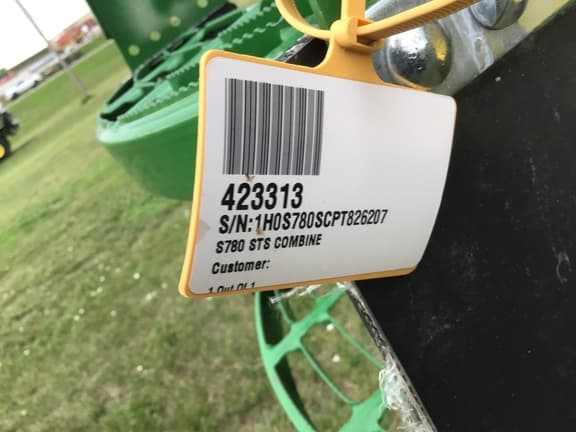 423313
S/N:1H0S780SCPT826207
S780 STS COMBINE
Customer:
1 Out Of 1